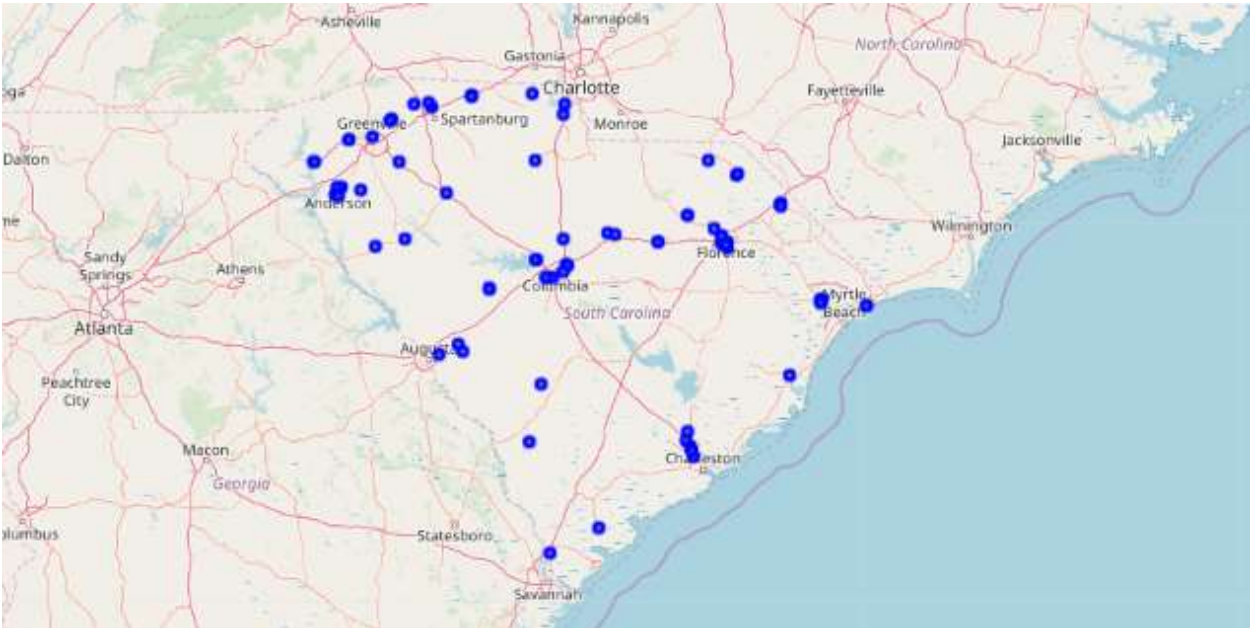 Asheville
Kannapolis
North Carolina
Gastonia
Charlotte
Fayetteville
Greenville
Spartanburg
Monroe
Jacksonville
Dalton
Anderson
Wilmington
Sandy
Springs
Athens
Florence
Columbia
Myrtle
Beach
South Carolina
Atlanta
Augusta
Peachtree
City
Macon
Charleston
Georgia
Statesboro
Savannah